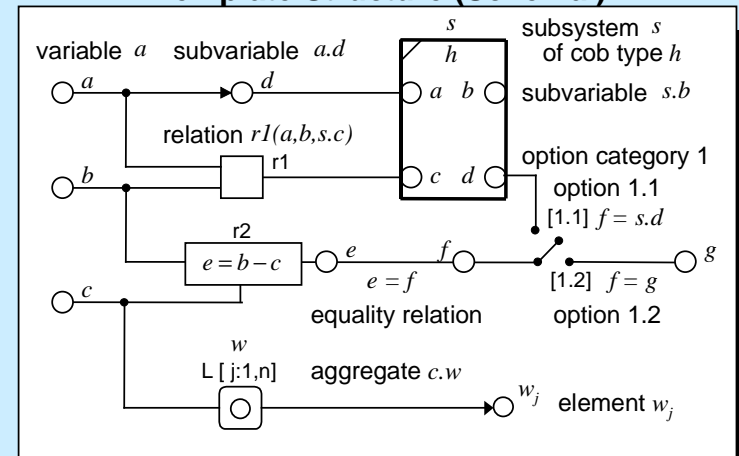 s subsystem s
variable a subvariable a.d h of cob type h
a d a b subvariable s.b
relation r1(a,b,s.c)
r1 option category 1
b c d option 1.1
[1.1] f = s.d
r2
e = b − c e f g
e = f [1.2] f = g
c equality relation option 1.2
w
L [ j:1,n] aggregate c.w
w_j element w_j